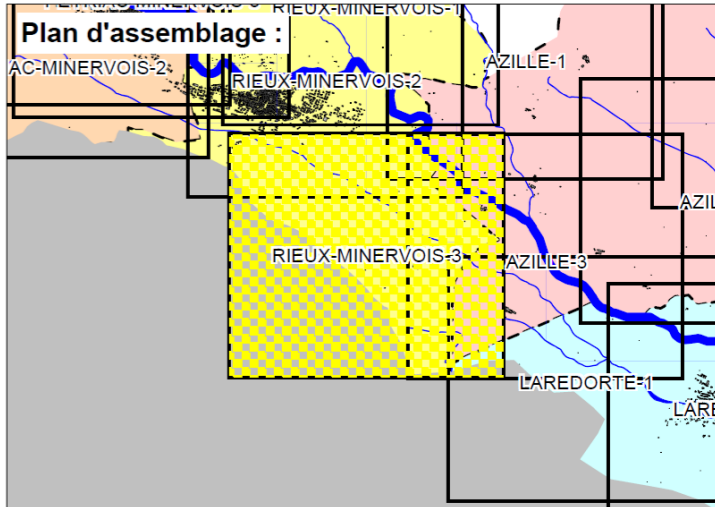 RIEUX-MINERVOIS-1
Plan d'assemblage :
AZILLE-1
AC-MINERVOIS-2
RIEUX-MINERVOIS-2
AZIL
RIEUX-MINERVOIS-3
AZILLE-3
LAREDORTE-1
LARE